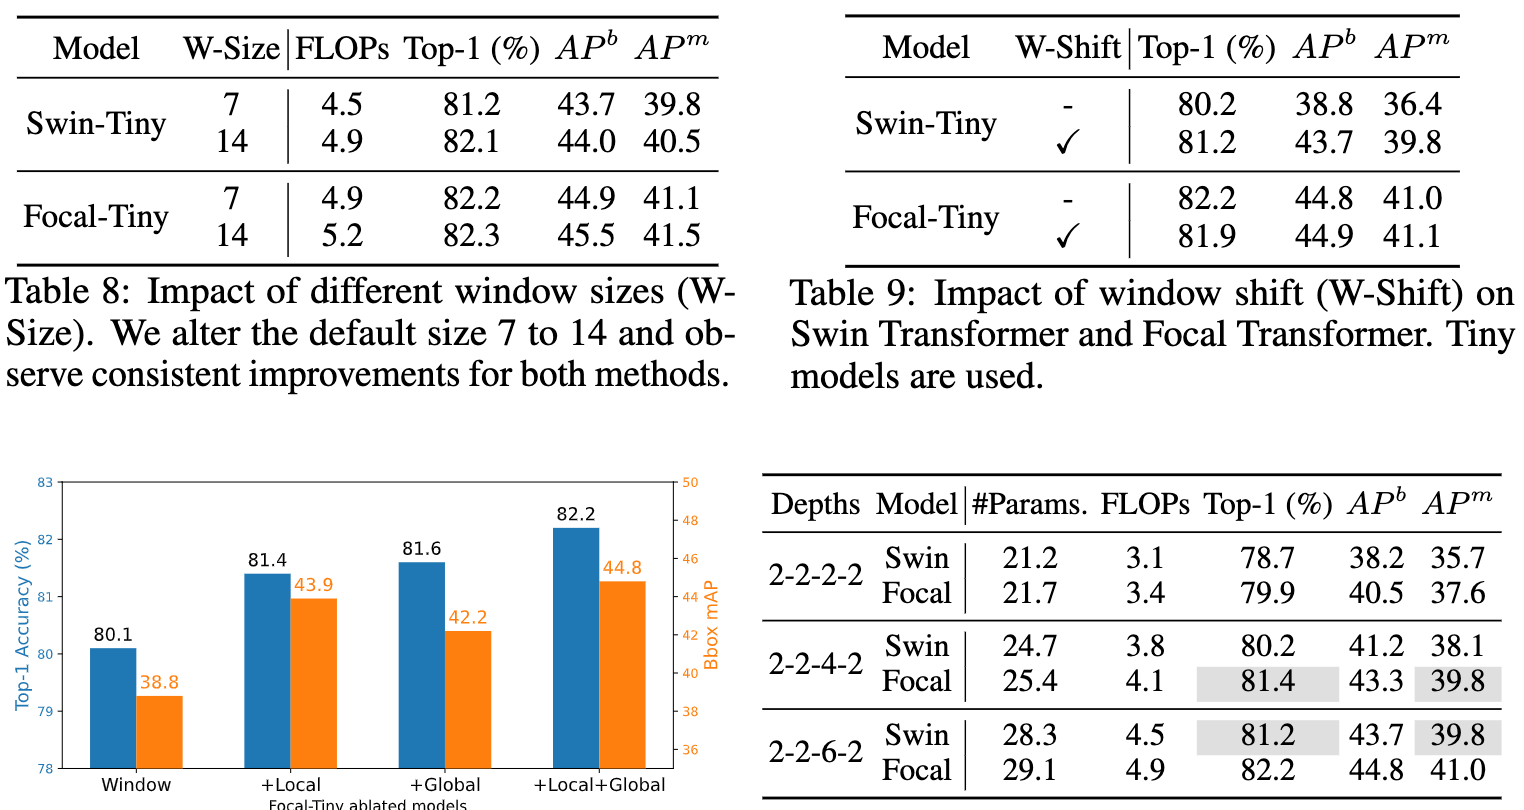 Model W-Size FLOPs Top-1 (%) AP^b AP^m
Swin-Tiny
7 4.5 81.2 43.7 39.8
14 4.9 82.1 44.0 40.5
Focal-Tiny
7 4.9 82.2 44.9 41.1
14 5.2 82.3 45.5 41.5
Table 8: Impact of different window sizes (W-
Size). We alter the default size 7 to 14 and ob-
serve consistent improvements for both methods.
Model W-Shift Top-1 (%) AP^b AP^m
Swin-Tiny
- 80.2 38.8 36.4
✓ 81.2 43.7 39.8
Focal-Tiny
- 82.2 44.8 41.0
✓ 81.9 44.9 41.1
Table 9: Impact of window shift (W-Shift) on
Swin Transformer and Focal Transformer. Tiny
models are used.
Top-1 Accuracy (%)
83
82
81
80
79
78
80.1
38.8
81.4
43.9
81.6
42.2
82.2
44.8
50
48
46
44
42
40
38
36
Bbox mAP
Window +Local +Global +Local+Global
Focal-Tiny ablated models
Depths Model #Params. FLOPs Top-1 (%) AP^b AP^m
2-2-2-2
Swin 21.2 3.1 78.7 38.2 35.7
Focal 21.7 3.4 79.9 40.5 37.6
2-2-4-2
Swin 24.7 3.8 80.2 41.2 38.1
Focal 25.4 4.1 81.4 43.3 39.8
2-2-6-2
Swin 28.3 4.5 81.2 43.7 39.8
Focal 29.1 4.9 82.2 44.8 41.0